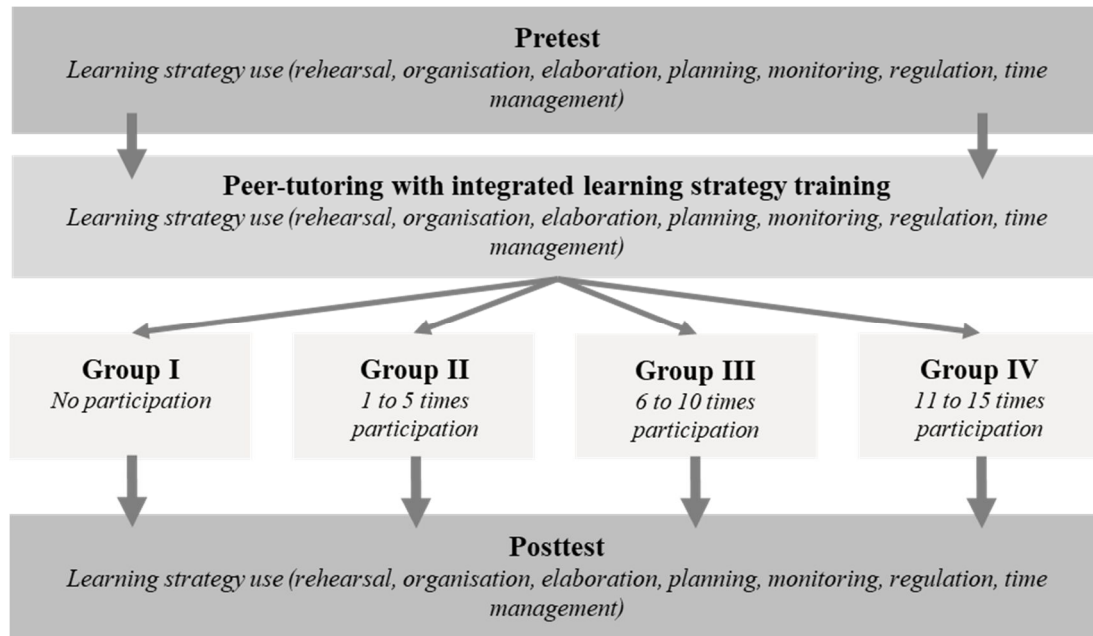 Pretest
Learning strategy use (rehearsal, organisation, elaboration, planning, monitoring, regulation, time
management)
Peer-tutoring with integrated learning strategy training
Learning strategy use (rehearsal, organisation, elaboration, planning, monitoring, regulation, time
management)
Group I
No participation
Group II
1 to 5 times
participation
Group III
6 to 10 times
participation
Group IV
11 to 15 times
participation
Posttest
Learning strategy use (rehearsal, organisation, elaboration, planning, monitoring, regulation, time
management)